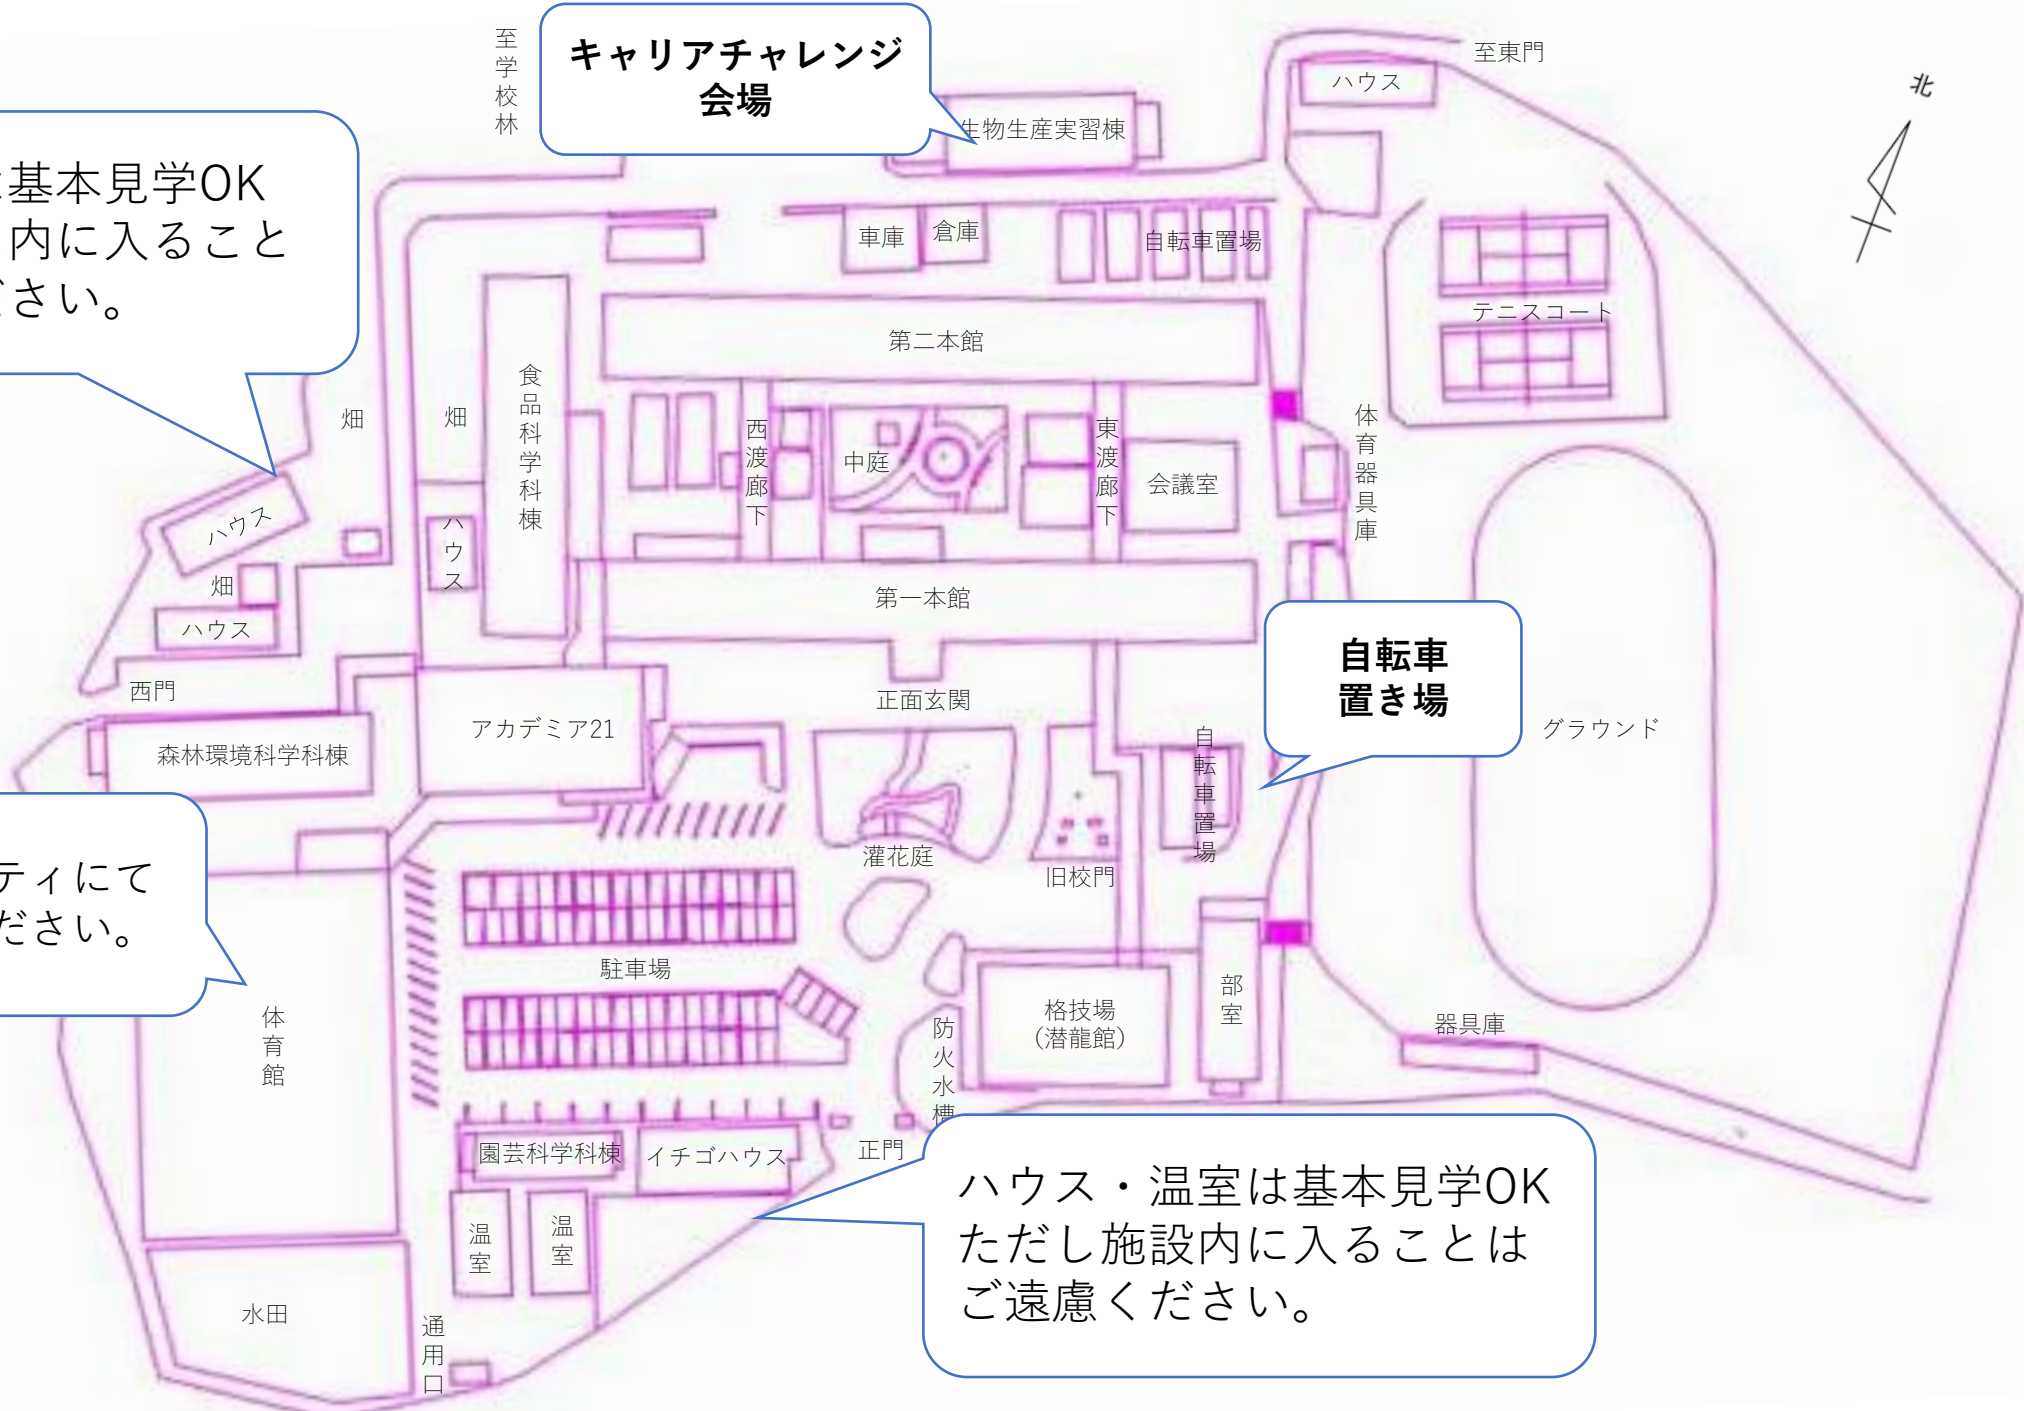 至学校林
キャリアチャレンジ
会場
至東門
ハウス
北
生物生産実習棟
は基本見学OK
内に入ること
ださい。
車庫
倉庫
自転車置場
テニスコート
第二本館
畑
畑
食品科学科棟
西渡廊下
中庭
東渡廊下
会議室
体育器具庫
ハウス
ハウス
畑
ハウス
第一本館
西門
正面玄関
自転車
置き場
アカデミア21
森林環境科学科棟
自転車置場
グラウンド
灌花庭
旧校門
ティにて
ださい。
駐車場
体育館
防火水槽
格技場
（潜龍館）
部室
器具庫
園芸科学科棟
イチゴハウス
正門
ハウス・温室は基本見学OK
ただし施設内に入ることは
ご遠慮ください。
温室
温室
水田
通用口